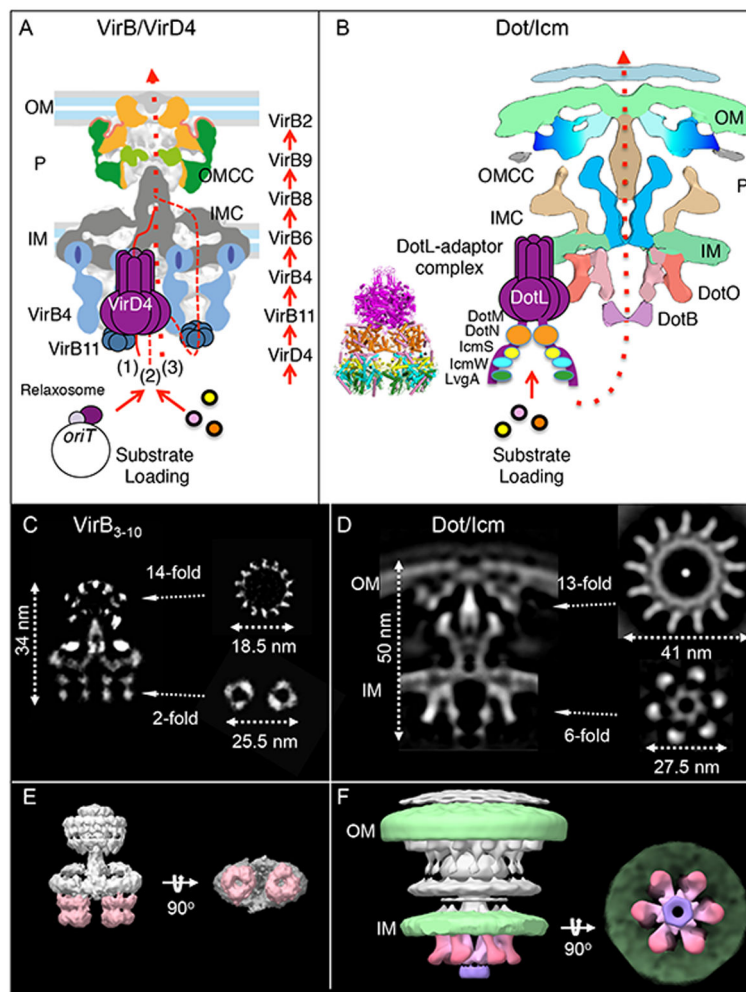 A
VirB/VirD4
OM
P
OMCC
IMC
IM
VirB4
VirD4
VirB11
(1)
(2)
(3)
Relaxosome
oriT
Substrate
Loading
VirB2
VirB9
VirB8
VirB6
VirB4
VirB11
VirD4
B
Dot/Icm
OM
P
OMCC
IMC
IM
DotL-adaptor
complex
DotL
DotO
DotB
DotM
DotN
IcmS
IcmW
LvgA
Substrate
Loading
C
VirB3-10
14-fold
34 nm
18.5 nm
2-fold
25.5 nm
D
Dot/Icm
OM
13-fold
50 nm
41 nm
IM
6-fold
27.5 nm
E
90º
F
OM
IM
90º